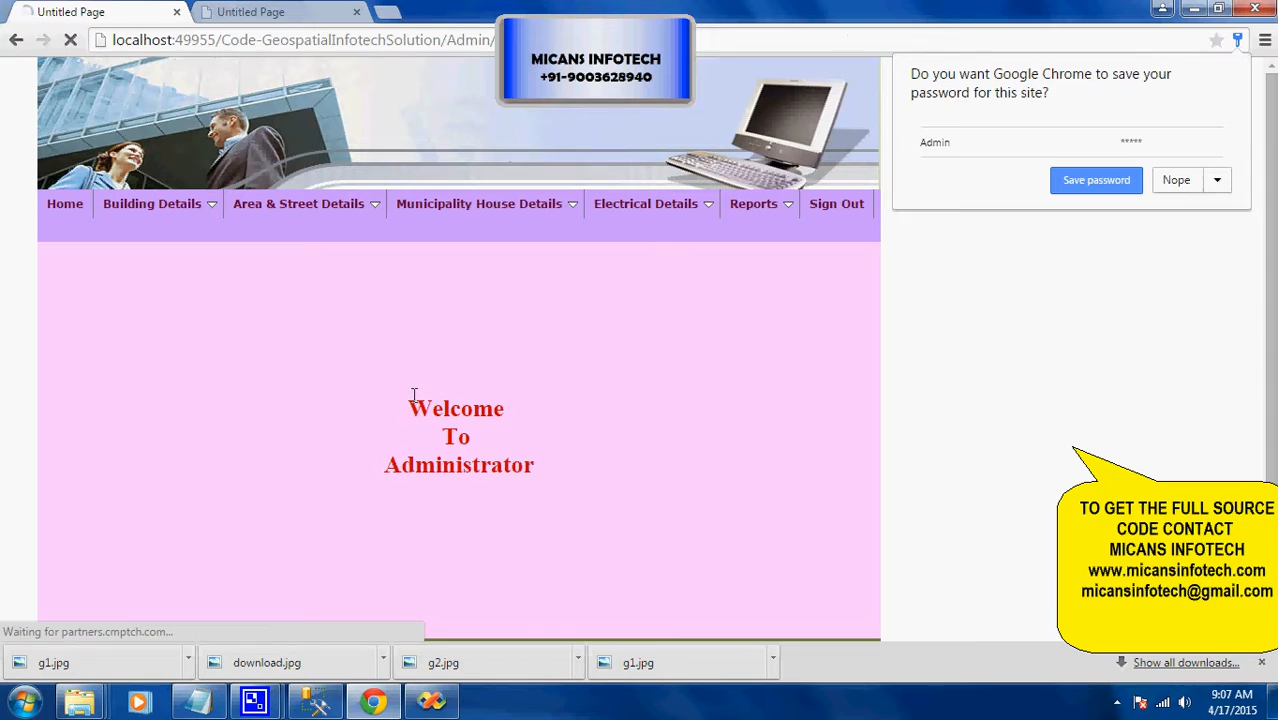 Untitled Page
Untitled Page
localhost:49955/Code-GeospatialInfotechSolution/Admin/
MICANS INFOTECH
+91-9003628940
Do you want Google Chrome to save your
password for this site?
Admin *****
Save password Nope
Home Building Details Area & Street Details Municipality House Details Electrical Details Reports Sign Out
Welcome
To
Administrator
TO GET THE FULL SOURCE
CODE CONTACT
MICANS INFOTECH
www.micansinfotech.com
micansinfotech@gmail.com
Waiting for partners.cmptch.com...
g1.jpg download.jpg g2.jpg g1.jpg Show all downloads...
9:07 AM
4/17/2015